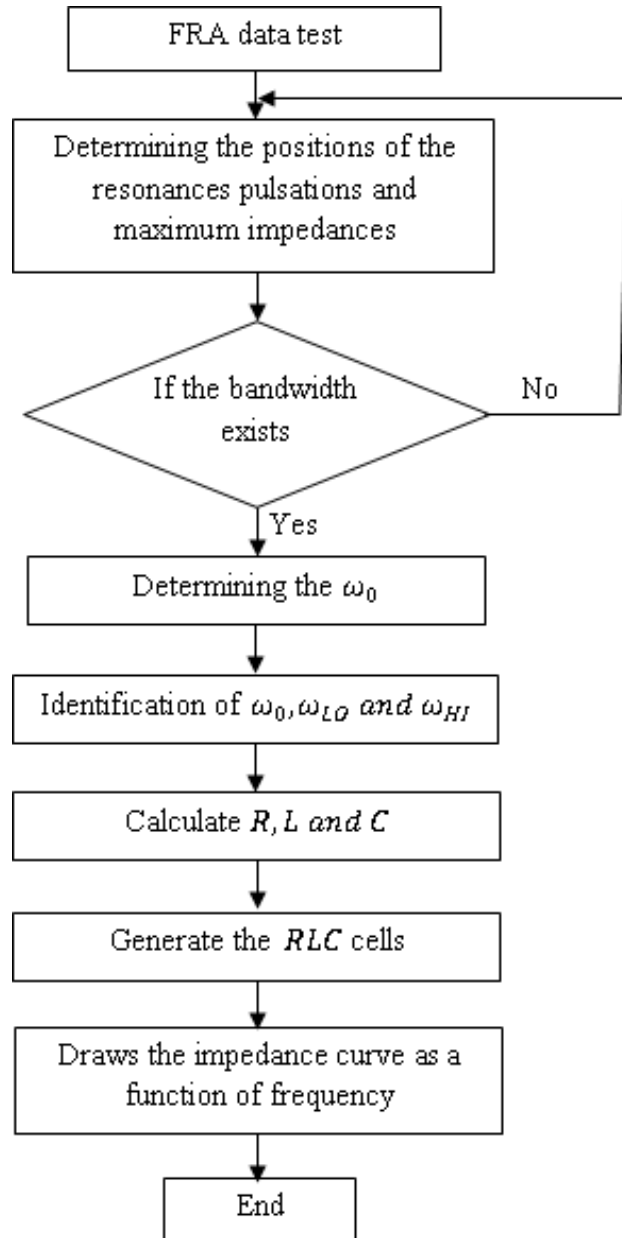 FRA data test
Determining the positions of the
resonances pulsations and
maximum impedances
If the bandwidth
exists
No
Yes
Determining the ω₀
Identification of ω₀, ω_LO and ω_HI
Calculate R, L and C
Generate the RLC cells
Draws the impedance curve as a
function of frequency
End